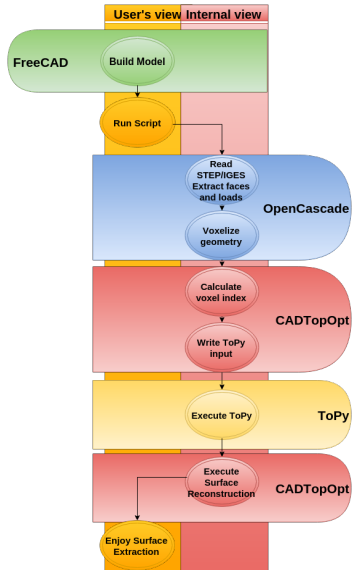 User's view Internal view
FreeCAD
Build Model
Run Script
Read
STEP/IGES
Extract faces
and loads
OpenCascade
Voxelize
geometry
Calculate
voxel index
CADTopOpt
Write ToPy
input
Execute ToPy
ToPy
Execute
Surface
Reconstruction
CADTopOpt
Enjoy Surface
Extraction